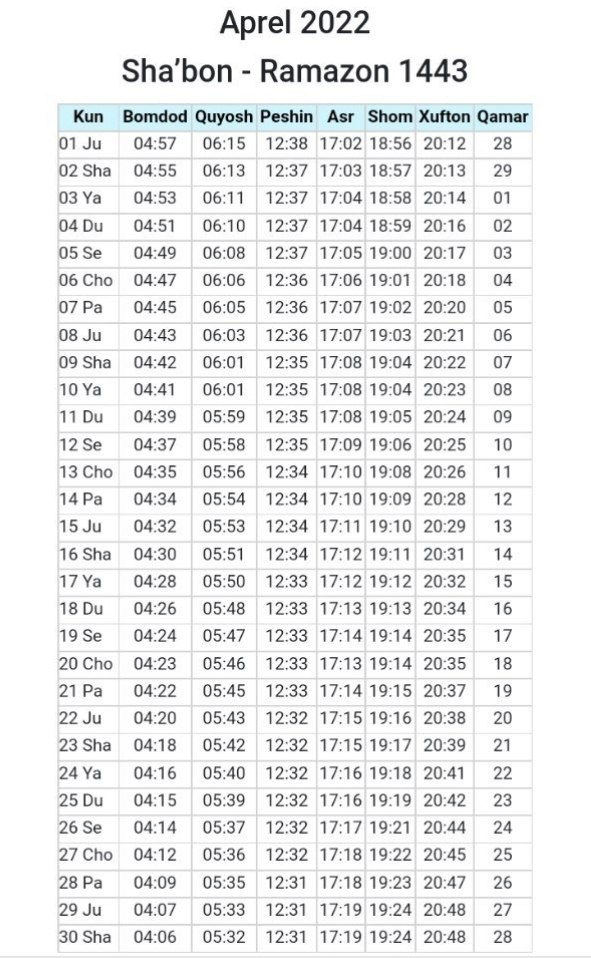 Aprel 2022
Sha’bon - Ramazon 1443
Kun Bomdod Quyosh Peshin Asr Shom Xufton Qamar
01 Ju 04:57 06:15 12:38 17:02 18:56 20:12 28
02 Sha 04:55 06:13 12:37 17:03 18:57 20:13 29
03 Ya 04:53 06:11 12:37 17:04 18:58 20:14 01
04 Du 04:51 06:10 12:37 17:04 18:59 20:16 02
05 Se 04:49 06:08 12:37 17:05 19:00 20:17 03
06 Cho 04:47 06:06 12:36 17:06 19:01 20:18 04
07 Pa 04:45 06:05 12:36 17:07 19:02 20:20 05
08 Ju 04:43 06:03 12:36 17:07 19:03 20:21 06
09 Sha 04:42 06:01 12:35 17:08 19:04 20:22 07
10 Ya 04:41 06:01 12:35 17:08 19:04 20:23 08
11 Du 04:39 05:59 12:35 17:08 19:05 20:24 09
12 Se 04:37 05:58 12:35 17:09 19:06 20:25 10
13 Cho 04:35 05:56 12:34 17:10 19:08 20:26 11
14 Pa 04:34 05:54 12:34 17:10 19:09 20:28 12
15 Ju 04:32 05:53 12:34 17:11 19:10 20:29 13
16 Sha 04:30 05:51 12:34 17:12 19:11 20:31 14
17 Ya 04:28 05:50 12:33 17:12 19:12 20:32 15
18 Du 04:26 05:48 12:33 17:13 19:13 20:34 16
19 Se 04:24 05:47 12:33 17:14 19:14 20:35 17
20 Cho 04:23 05:46 12:33 17:13 19:14 20:35 18
21 Pa 04:22 05:45 12:33 17:14 19:15 20:37 19
22 Ju 04:20 05:43 12:32 17:15 19:16 20:38 20
23 Sha 04:18 05:42 12:32 17:15 19:17 20:39 21
24 Ya 04:16 05:40 12:32 17:16 19:18 20:41 22
25 Du 04:15 05:39 12:32 17:16 19:19 20:42 23
26 Se 04:14 05:37 12:32 17:17 19:21 20:44 24
27 Cho 04:12 05:36 12:32 17:18 19:22 20:45 25
28 Pa 04:09 05:35 12:31 17:18 19:23 20:47 26
29 Ju 04:07 05:33 12:31 17:19 19:24 20:48 27
30 Sha 04:06 05:32 12:31 17:19 19:24 20:48 28